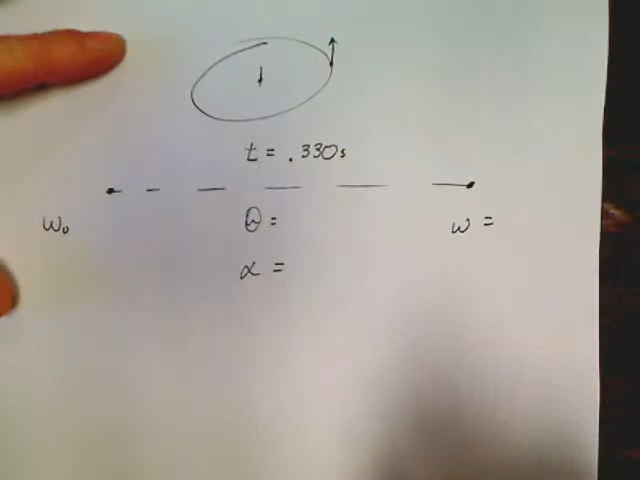 t = .330s
ω₀ θ = ω =
α =